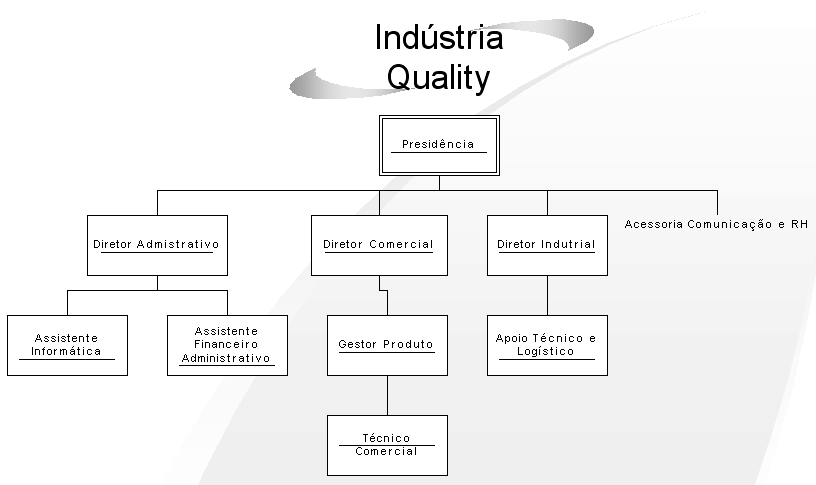 Indústria
Quality
Presidência
Diretor Admistrativo
Diretor Comercial
Diretor Indutrial
Acessoria Comunicação e RH
Assistente
Informática
Assistente
Financeiro
Administrativo
Gestor Produto
Apoio Técnico e
Logístico
Técnico
Comercial